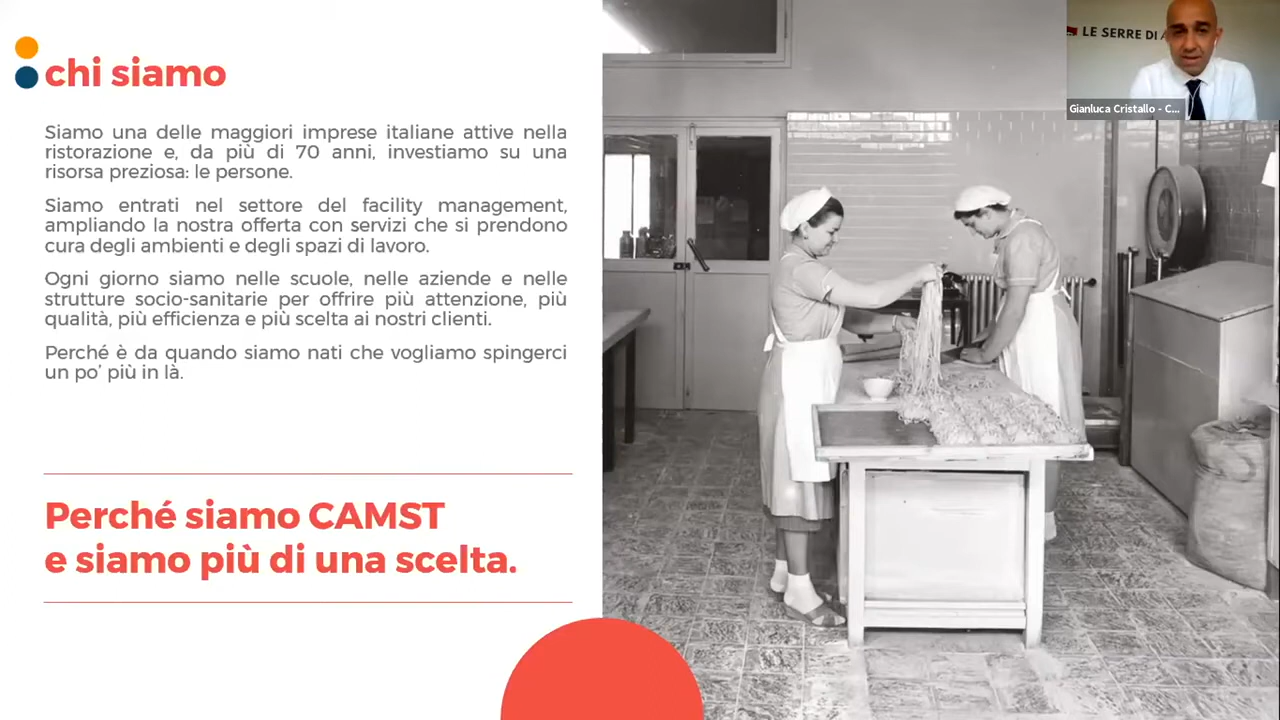 chi siamo
Siamo una delle maggiori imprese italiane attive nella
ristorazione e, da più di 70 anni, investiamo su una
risorsa preziosa: le persone.
Siamo entrati nel settore del facility management,
ampliando la nostra offerta con servizi che si prendono
cura degli ambienti e degli spazi di lavoro.
Ogni giorno siamo nelle scuole, nelle aziende e nelle
strutture socio-sanitarie per offrire più attenzione, più
qualità, più efficienza e più scelta ai nostri clienti.
Perché è da quando siamo nati che vogliamo spingerci
un po’ più in là.
Perché siamo CAMST
e siamo più di una scelta.
LE SERRE DI
Gianluca Cristallo - C...